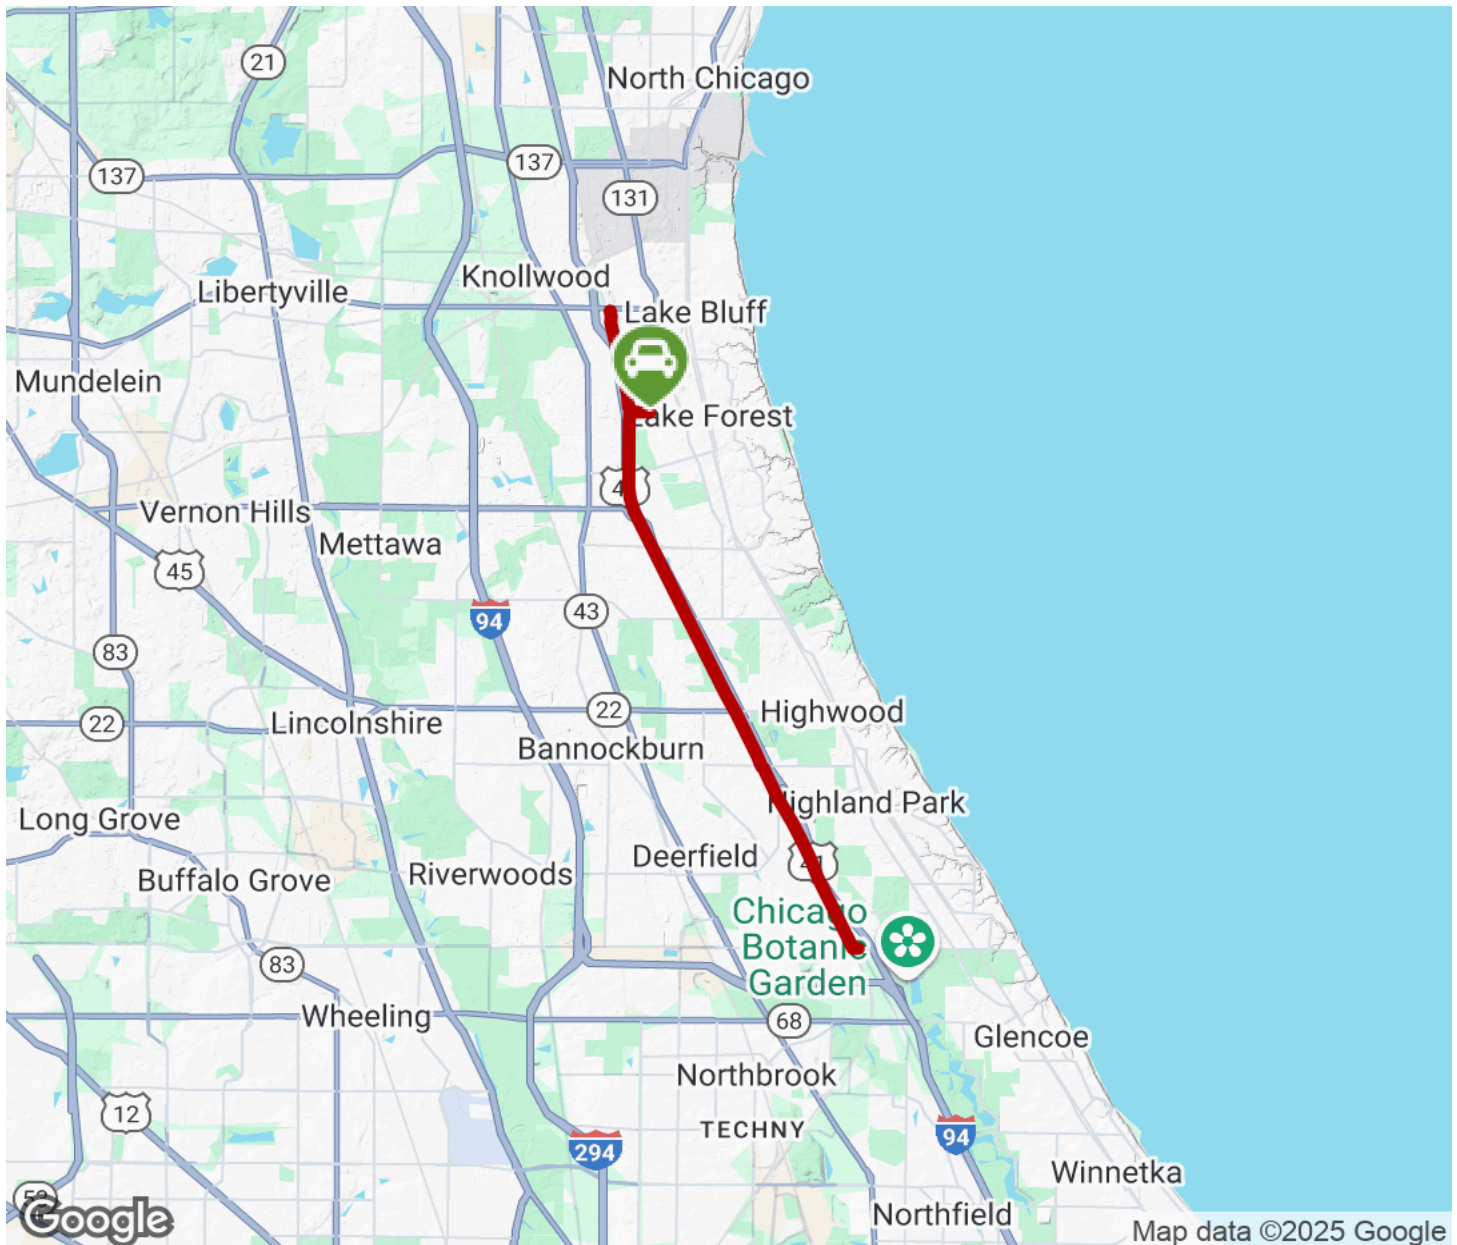 21
North Chicago
137
137
131
Knollwood
Libertyville
Lake Bluff
Mundelein
Lake Forest
Vernon Hills
Mettawa
45
94
43
83
22
22
Highwood
Lincolnshire
Bannockburn
Highland Park
Long Grove
Deerfield
41
Riverwoods
Buffalo Grove
Chicago
Botanic
Garden
83
Wheeling
68
Glencoe
Northbrook
12
TECHNY
94
294
Winnetka
Northfield
Google
Map data ©2025 Google